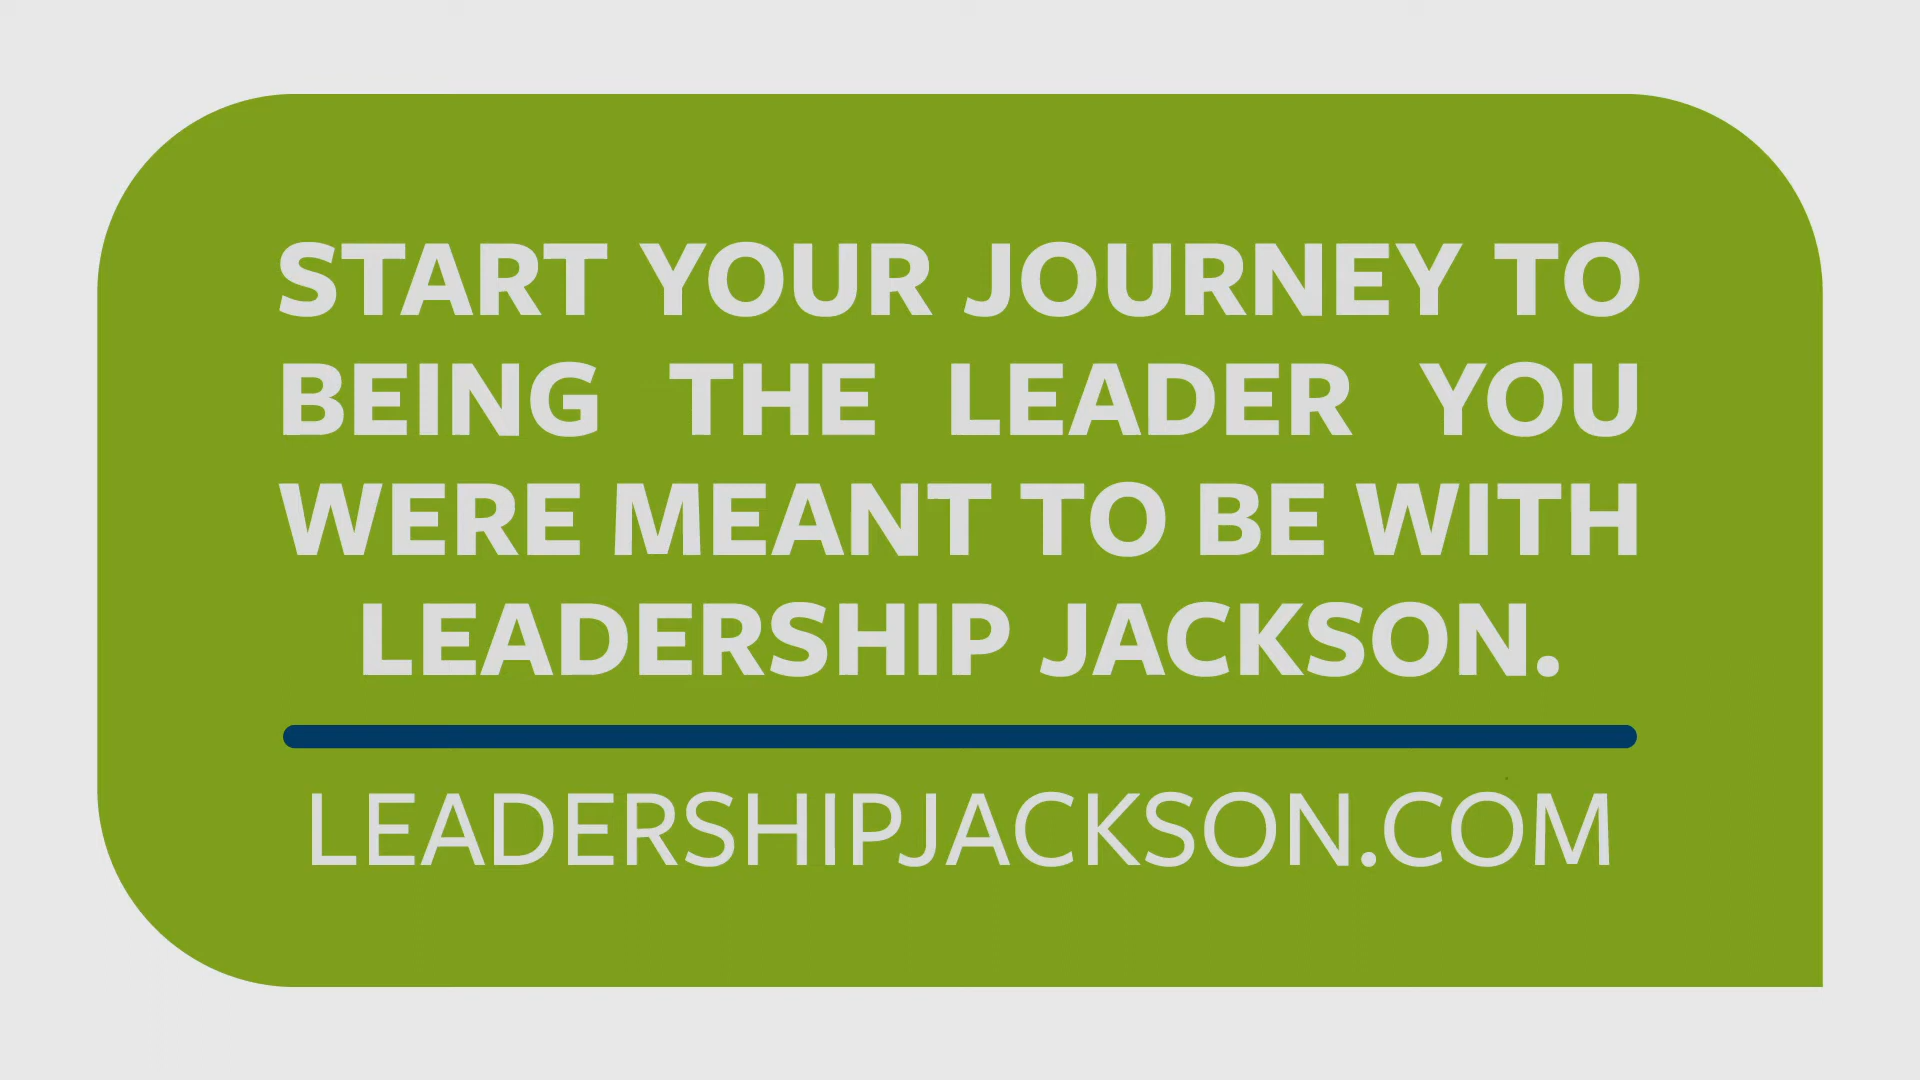 START YOUR JOURNEY TO
BEING THE LEADER YOU
WERE MEANT TO BE WITH
LEADERSHIP JACKSON.
LEADERSHIPJACKSON.COM